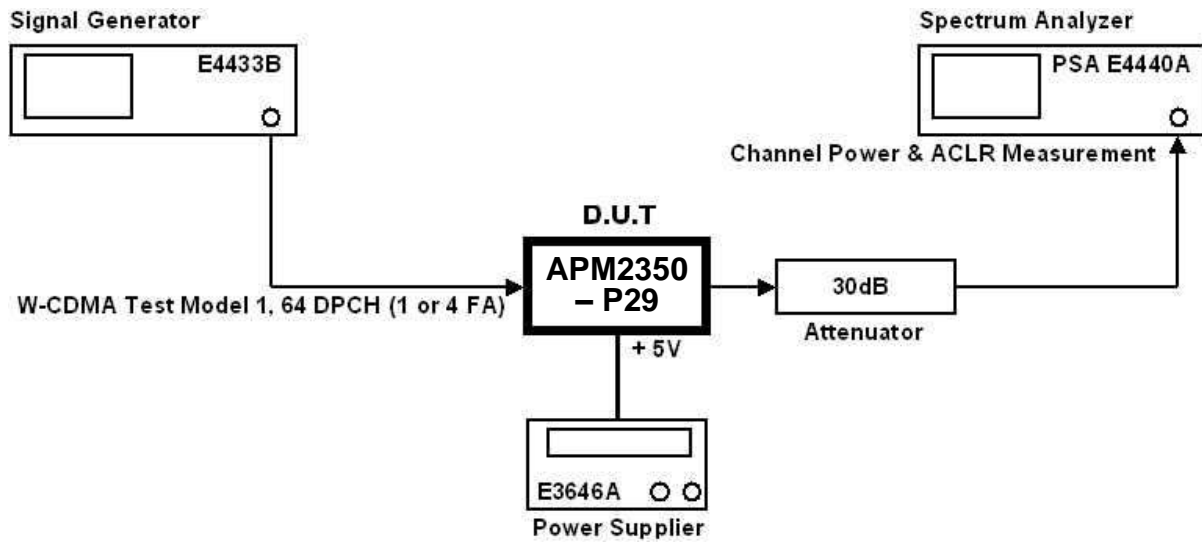 Signal Generator
E4433B
Spectrum Analyzer
PSA E4440A
Channel Power & ACLR Measurement
D.U.T
APM2350
– P29
W-CDMA Test Model 1, 64 DPCH (1 or 4 FA)
30dB
Attenuator
+ 5V
E3646A
Power Supplier